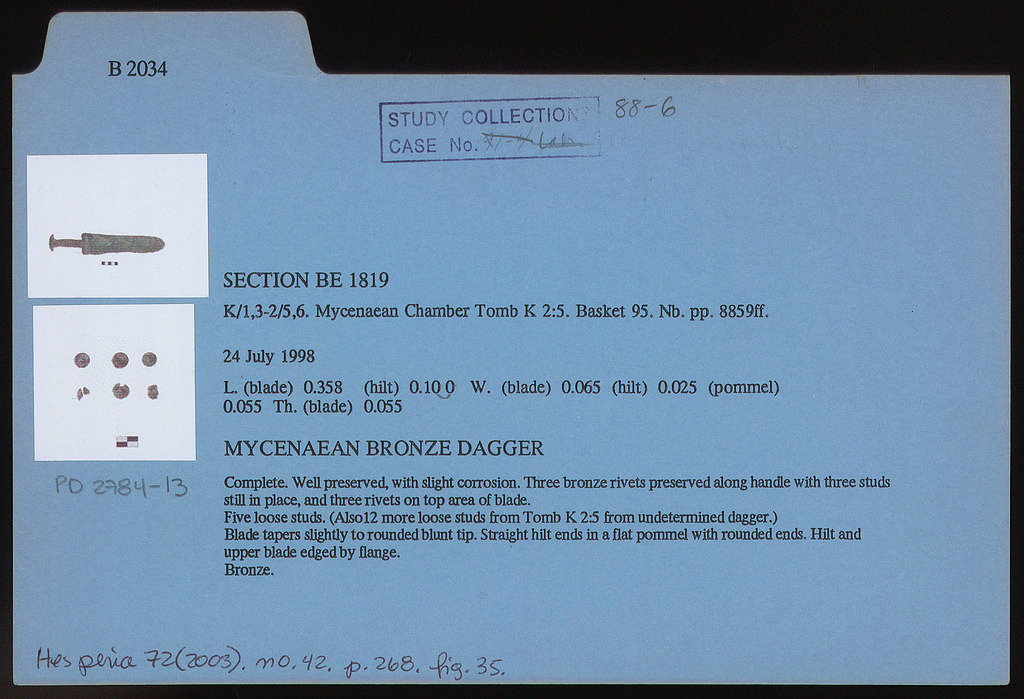 B 2034
STUDY COLLECTION 88-6
CASE No.
SECTION BE 1819
K/1,3-2/5,6. Mycenaean Chamber Tomb K 2:5. Basket 95. Nb. pp. 8859ff.
24 July 1998
L. (blade) 0.358 (hilt) 0.100 W. (blade) 0.065 (hilt) 0.025 (pommel)
0.055 Th. (blade) 0.055
MYCENAEAN BRONZE DAGGER
PD 2784-13
Complete. Well preserved, with slight corrosion. Three bronze rivets preserved along handle with three studs
still in place, and three rivets on top area of blade.
Five loose studs. (Also12 more loose studs from Tomb K 2:5 from undetermined dagger.)
Blade tapers slightly to rounded blunt tip. Straight hilt ends in a flat pommel with rounded ends. Hilt and
upper blade edged by flange.
Bronze.
Hesperia 72(2003). no. 42. p. 268. fig. 35.